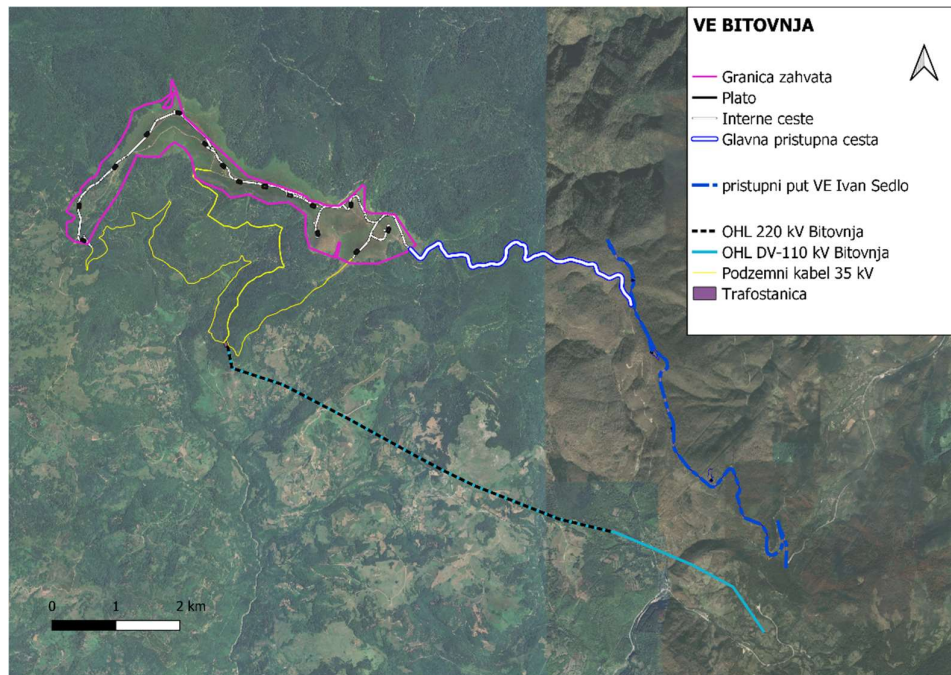 VE BITOVNJA
Granica zahvata
Plato
Interne ceste
Glavna pristupna cesta
pristupni put VE Ivan Sedlo
OHL 220 kV Bitovnja
OHL DV-110 kV Bitovnja
Podzemni kabel 35 kV
Trafostanica
0 1 2 km